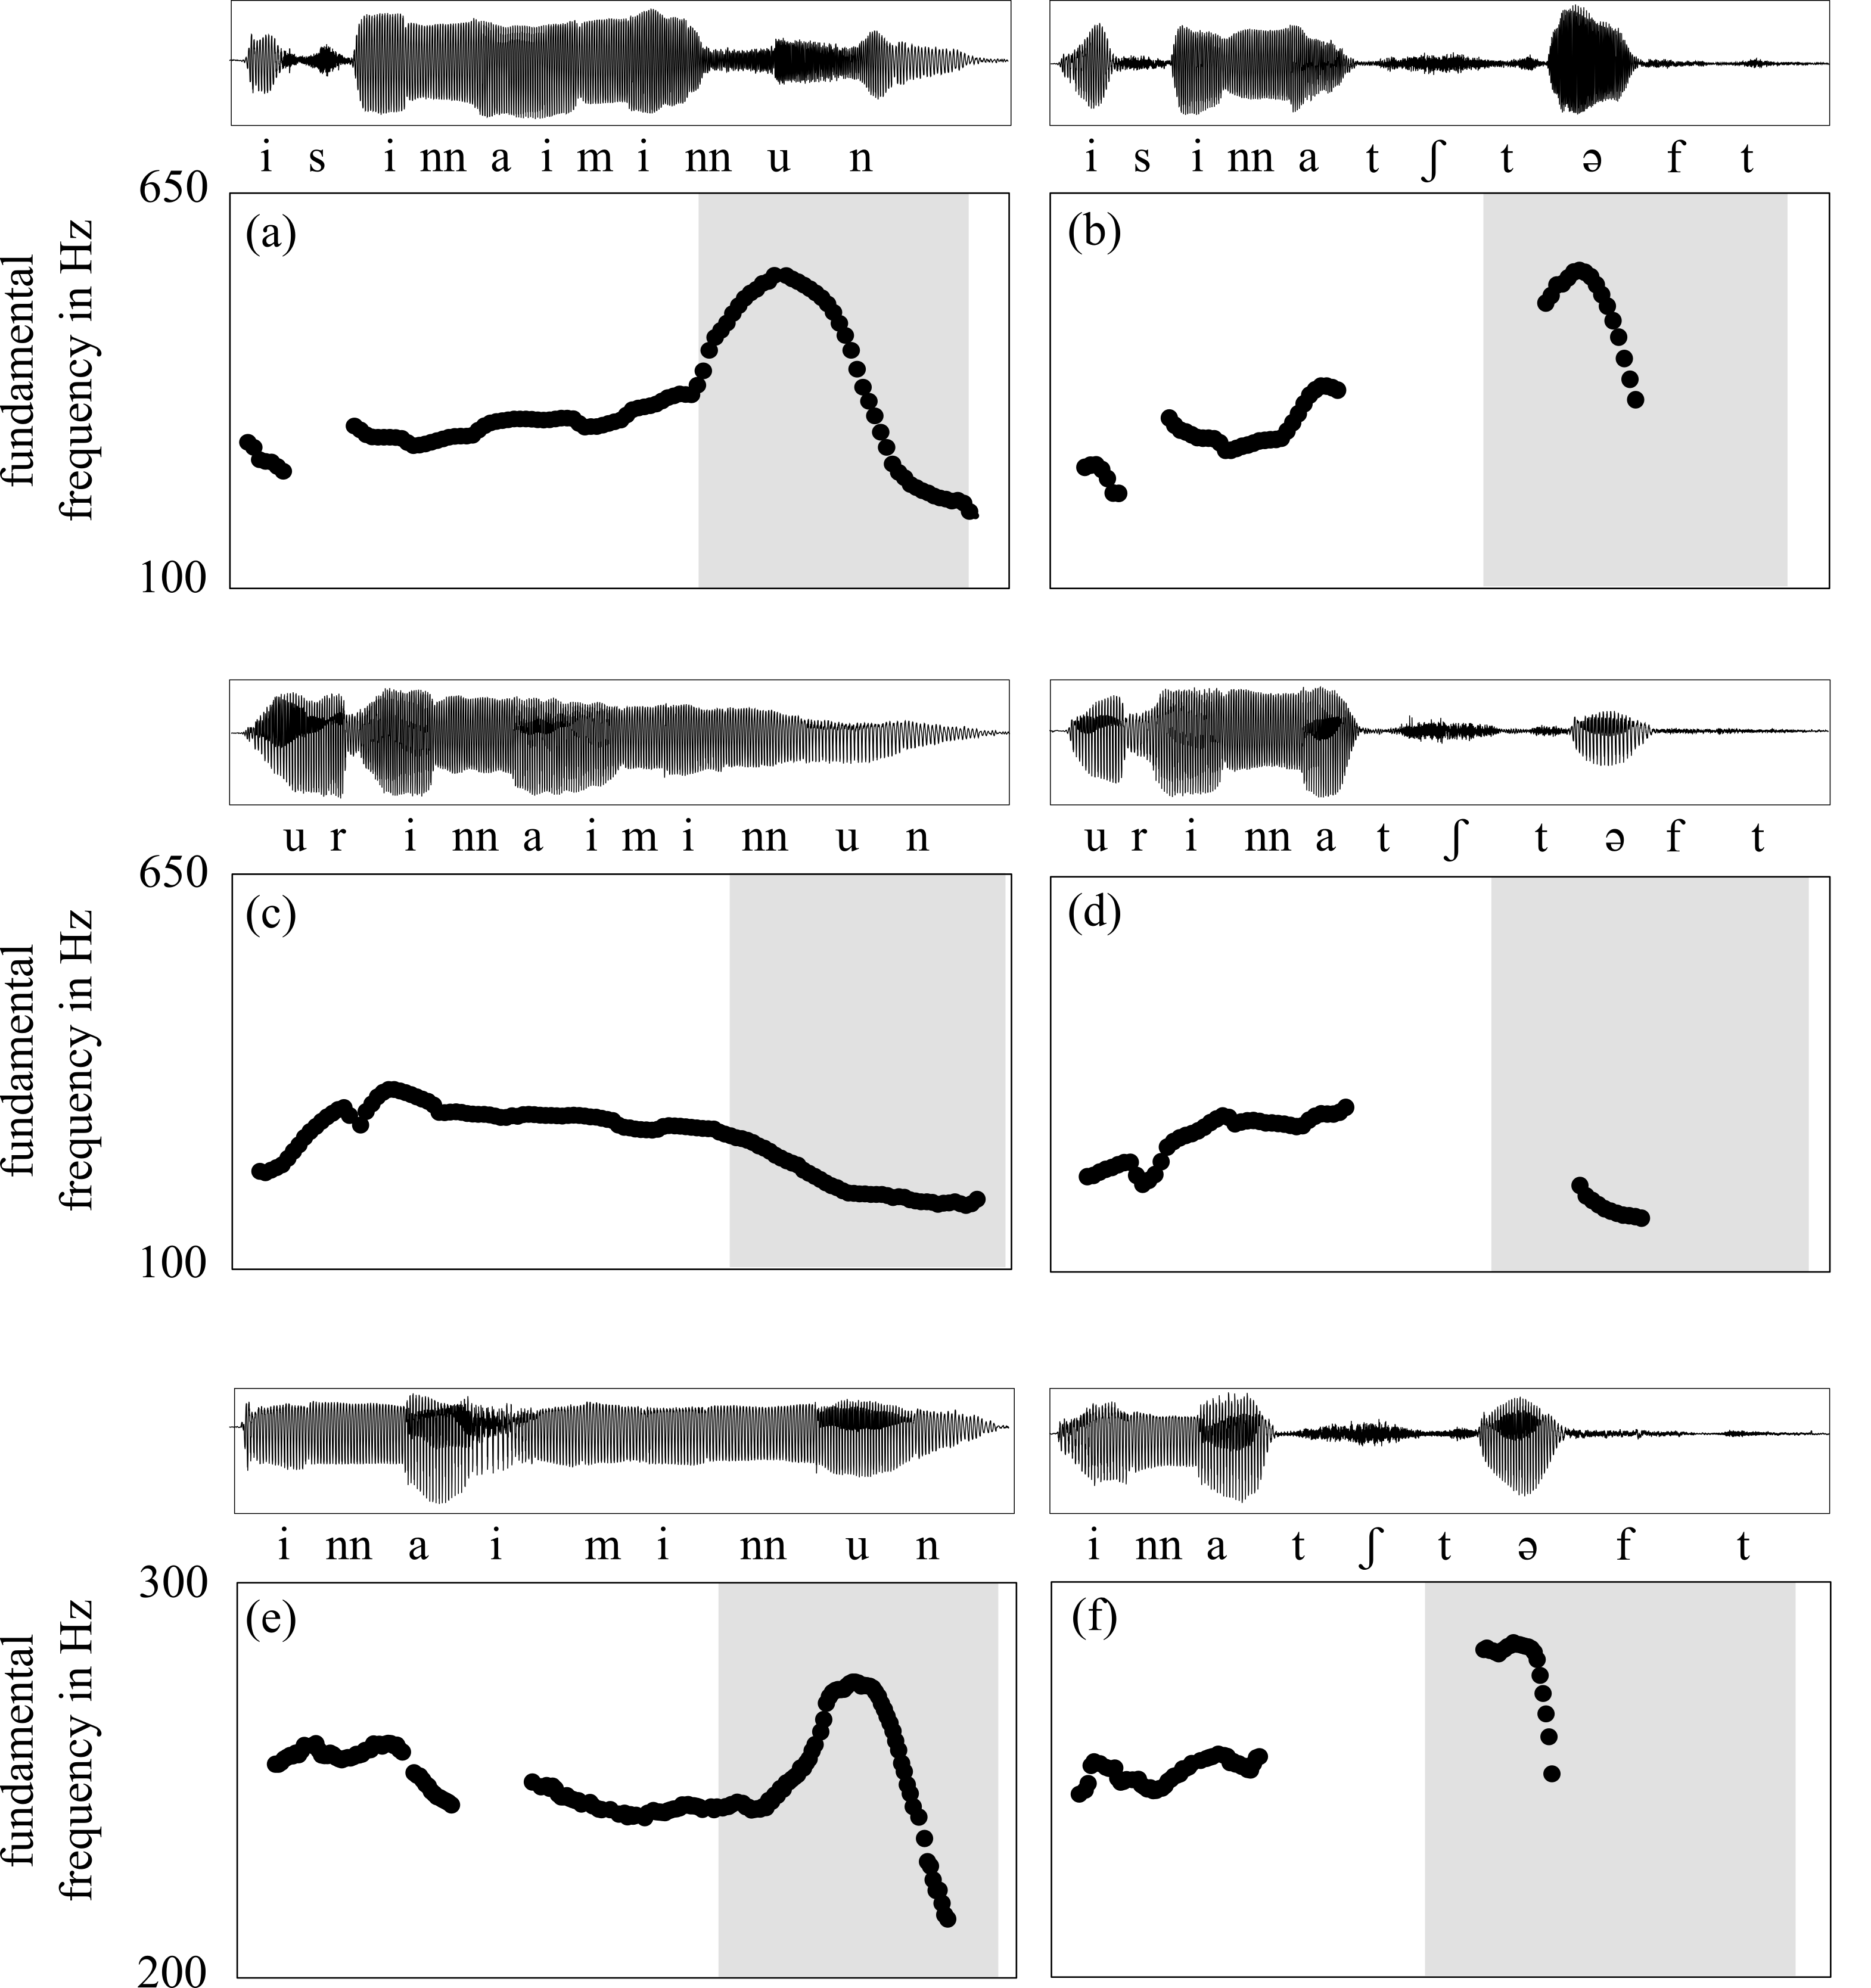 i s i nn a i m i nn u n
i s i nn a t ʃ t ə f t
650
(a)
(b)
fundamental
frequency in Hz
100
u r i nn a i m i nn u n
u r i nn a t ʃ t ə f t
650
(c)
(d)
fundamental
frequency in Hz
100
i nn a i m i nn u n
i nn a t ʃ t ə f t
300
(e)
(f)
fundamental
frequency in Hz
200